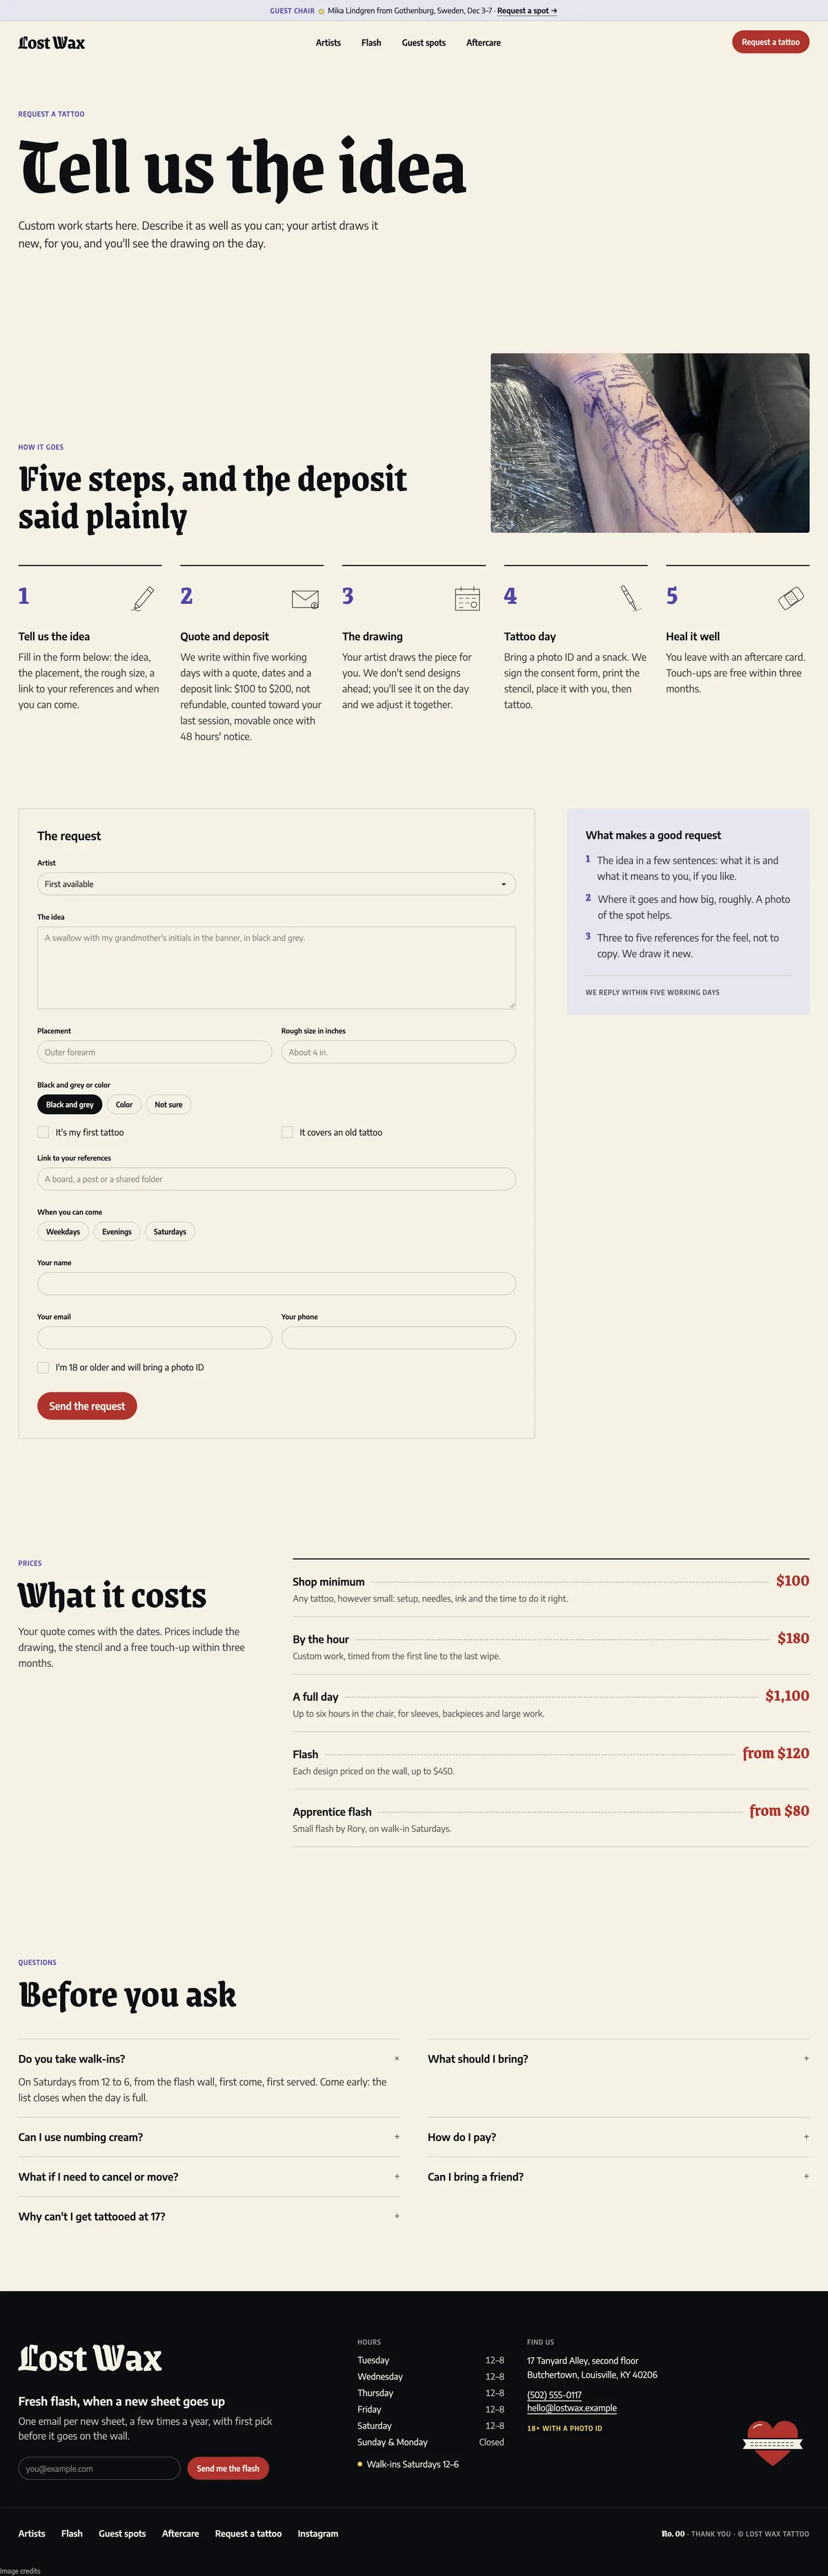 GUEST CHAIR Mika Lindgren from Gothenburg, Sweden, Dec 3–7 · Request a spot →
Lost Wax
Artists Flash Guest spots Aftercare
Request a tattoo
REQUEST A TATTOO
Tell us the idea
Custom work starts here. Describe it as well as you can; your artist draws it
new, for you, and you'll see the drawing on the day.
HOW IT GOES
Five steps, and the deposit
said plainly
1
Tell us the idea
Fill in the form below: the idea,
the placement, the rough size, a
link to your references and when
you can come.
2
Quote and deposit
We write within five working
days with a quote, dates and a
deposit link: $100 to $200, not
refundable, counted toward your
last session, movable once with
48 hours' notice.
3
The drawing
Your artist draws the piece for
you. We don't send designs
ahead; you'll see it on the day
and we adjust it together.
4
Tattoo day
Bring a photo ID and a snack. We
sign the consent form, print the
stencil, place it with you, then
tattoo.
5
Heal it well
You leave with an aftercare card.
Touch-ups are free within three
months.
The request
Artist
First available
The idea
A swallow with my grandmother's initials in the banner, in black and grey.
Placement
Outer forearm
Rough size in inches
About 4 in.
Black and grey or color
Black and grey Color Not sure
It's my first tattoo
It covers an old tattoo
Link to your references
A board, a post or a shared folder
When you can come
Weekdays Evenings Saturdays
Your name
Your email
Your phone
I'm 18 or older and will bring a photo ID
Send the request
What makes a good request
1 The idea in a few sentences: what it is and
what it means to you, if you like.
2 Where it goes and how big, roughly. A photo
of the spot helps.
3 Three to five references for the feel, not to
copy. We draw it new.
WE REPLY WITHIN FIVE WORKING DAYS
PRICES
What it costs
Your quote comes with the dates. Prices include the
drawing, the stencil and a free touch-up within three
months.
Shop minimum $100
Any tattoo, however small: setup, needles, ink and the time to do it right.
By the hour $180
Custom work, timed from the first line to the last wipe.
A full day $1,100
Up to six hours in the chair, for sleeves, backpieces and large work.
Flash from $120
Each design priced on the wall, up to $450.
Apprentice flash from $80
Small flash by Rory, on walk-in Saturdays.
QUESTIONS
Before you ask
Do you take walk-ins? ×
On Saturdays from 12 to 6, from the flash wall, first come, first served. Come early: the
list closes when the day is full.
What should I bring? +
Can I use numbing cream? +
How do I pay? +
What if I need to cancel or move? +
Can I bring a friend? +
Why can't I get tattooed at 17? +
Lost Wax
Fresh flash, when a new sheet goes up
One email per new sheet, a few times a year, with first pick
before it goes on the wall.
you@example.com
Send me the flash
HOURS
Tuesday 12–8
Wednesday 12–8
Thursday 12–8
Friday 12–8
Saturday 12–8
Sunday & Monday Closed
Walk-ins Saturdays 12–6
FIND US
17 Tanyard Alley, second floor
Butchertown, Louisville, KY 40206
(502) 555-0117
hello@lostwax.example
18+ WITH A PHOTO ID
Artists Flash Guest spots Aftercare Request a tattoo Instagram
No. 00 · THANK YOU · © LOST WAX TATTOO
Image credits